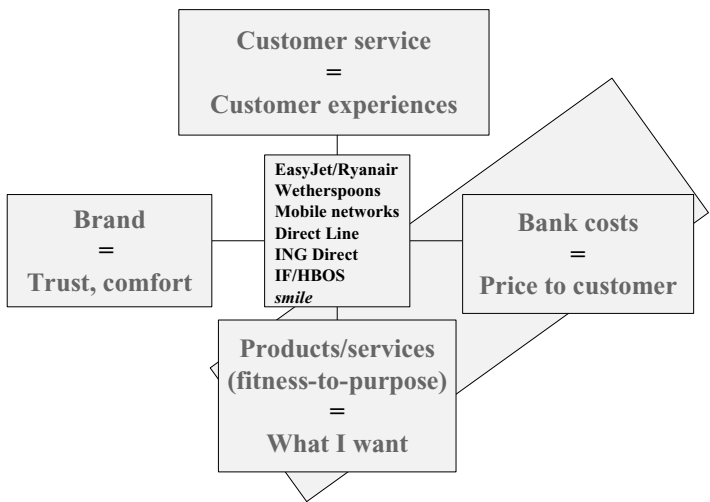 Customer service
=
Customer experiences
EasyJet/Ryanair
Wetherspoons
Mobile networks
Direct Line
ING Direct
IF/HBOS
smile
Brand
=
Trust, comfort
Bank costs
=
Price to customer
Products/services
(fitness-to-purpose)
=
What I want